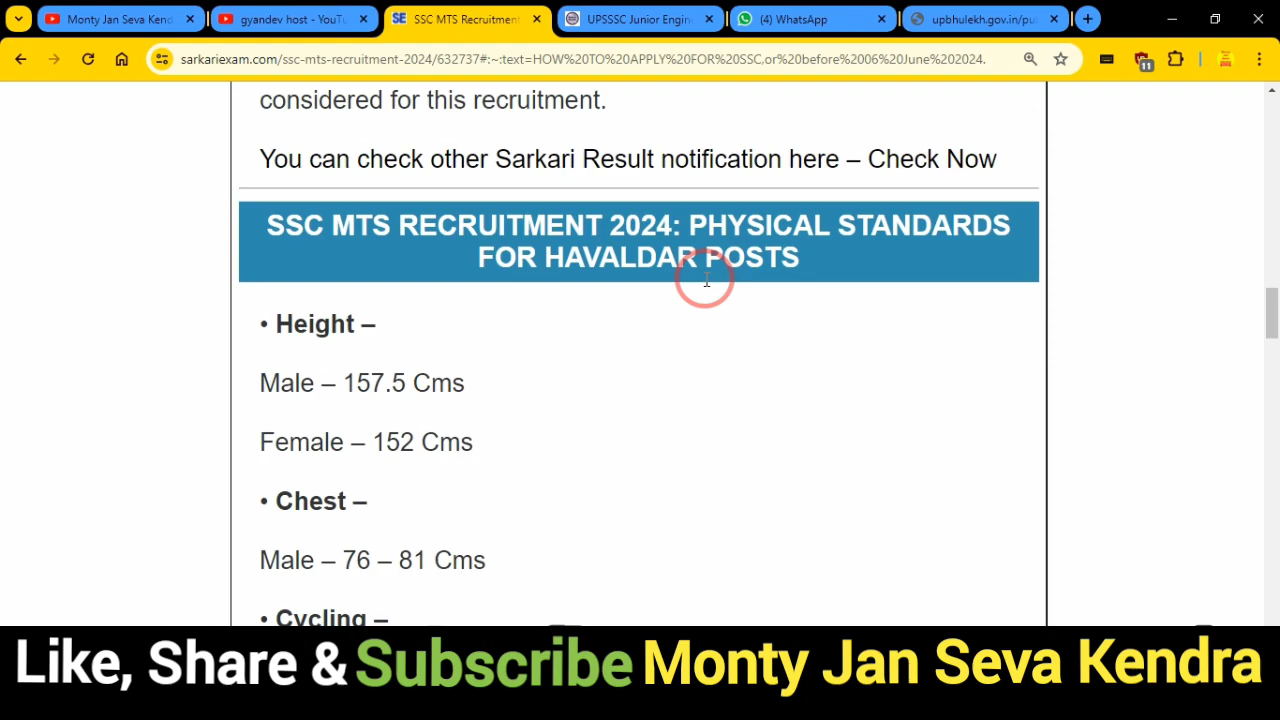 Monty Jan Seva Kend
gyandev host - YouTu
SSC MTS Recruitment
UPSSSC Junior Engin
(4) WhatsApp
upbhulekh.gov.in/pu
sarkariexam.com/ssc-mts-recruitment-2024/632737#:~:text=HOW%20TO%20APPLY%20FOR%20SSC,or%20before%2006%20June%202024.
11
considered for this recruitment.
You can check other Sarkari Result notification here – Check Now
SSC MTS RECRUITMENT 2024: PHYSICAL STANDARDS
FOR HAVALDAR POSTS
• Height –
Male – 157.5 Cms
Female – 152 Cms
• Chest –
Male – 76 – 81 Cms
• Cycling –
Like, Share & Subscribe Monty Jan Seva Kendra